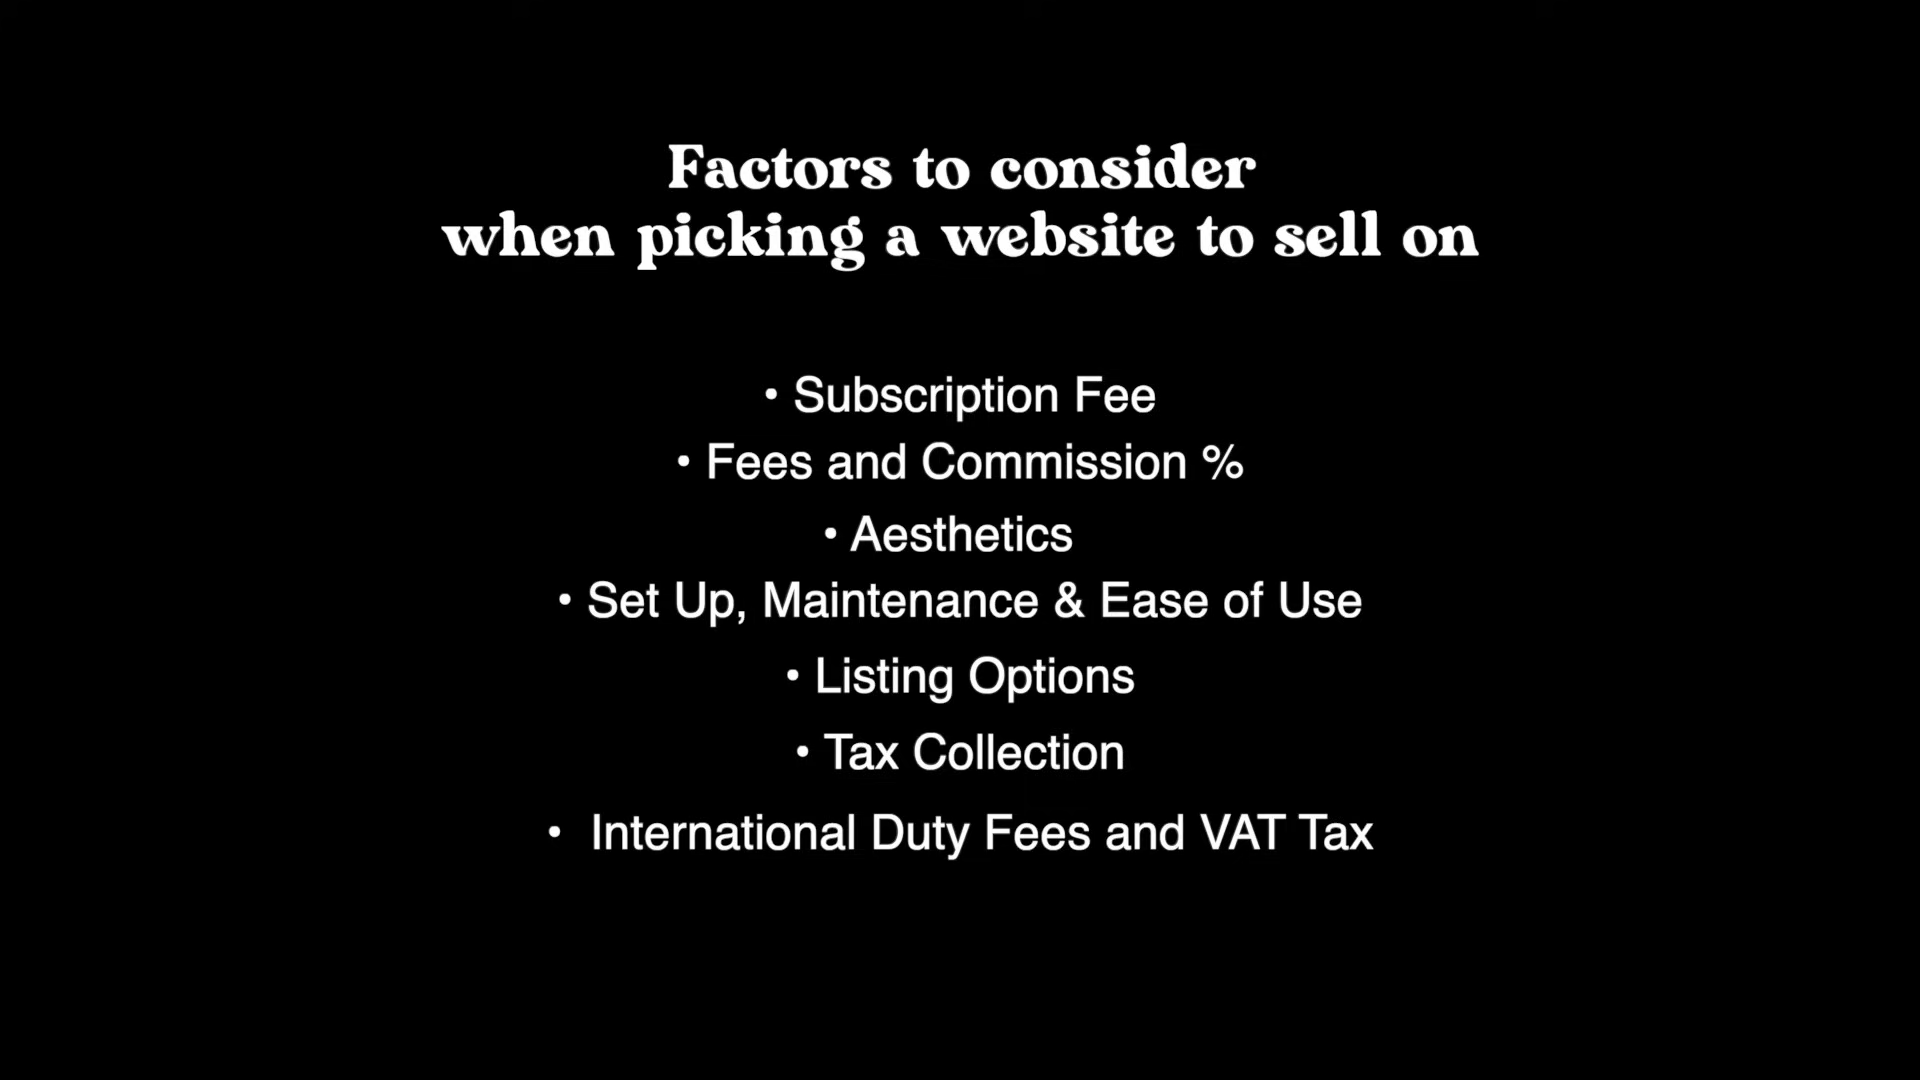 Factors to consider
when picking a website to sell on
• Subscription Fee
• Fees and Commission %
• Aesthetics
• Set Up, Maintenance & Ease of Use
• Listing Options
• Tax Collection
• International Duty Fees and VAT Tax